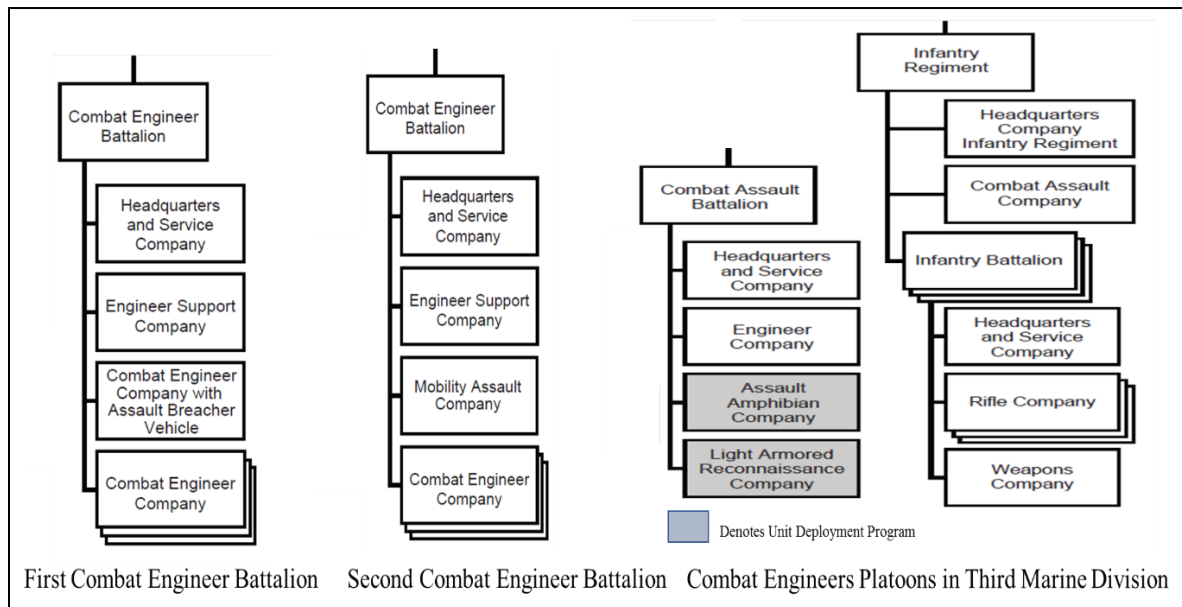 Combat Engineer
Battalion
Headquarters
and Service
Company
Engineer Support
Company
Combat Engineer
Company with
Assault Breacher
Vehicle
Combat Engineer
Company
First Combat Engineer Battalion
Combat Engineer
Battalion
Headquarters
and Service
Company
Engineer Support
Company
Mobility Assault
Company
Combat Engineer
Company
Second Combat Engineer Battalion
Combat Assault
Battalion
Headquarters
and Service
Company
Engineer
Company
Assault
Amphibian
Company
Light Armored
Reconnaissance
Company
Denotes Unit Deployment Program
Infantry
Regiment
Headquarters
Company
Infantry Regiment
Combat Assault
Company
Infantry Battalion
Headquarters
and Service
Company
Rifle Company
Weapons
Company
Combat Engineers Platoons in Third Marine Division